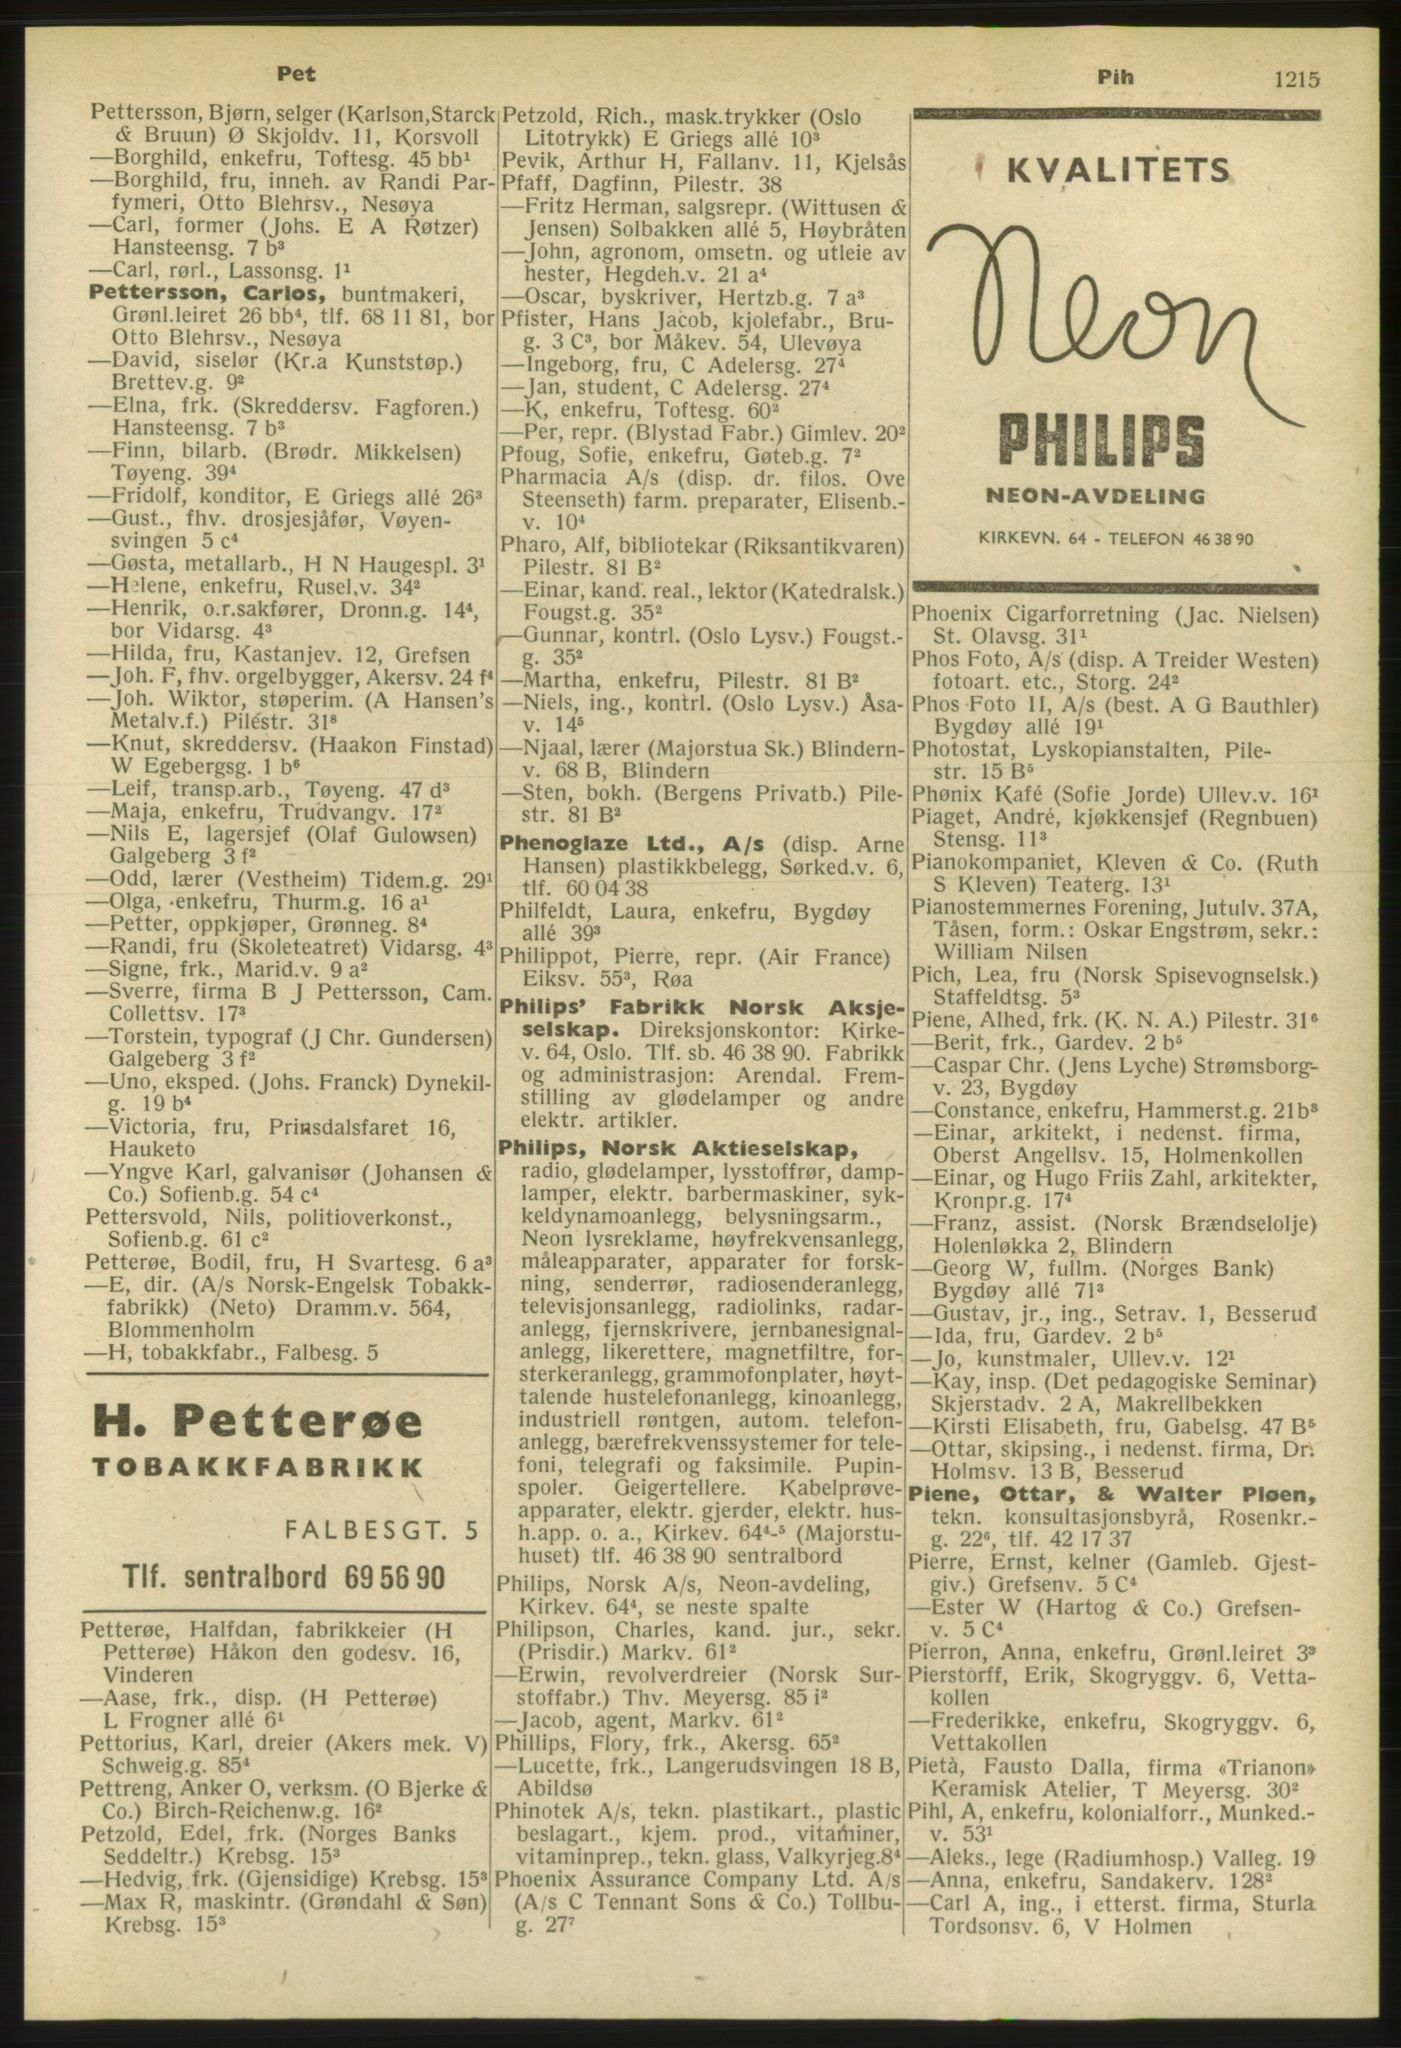 Pet
Pih
1215
Pettersson, Bjørn, selger (Karlson, Starck
& Bruun) Ø Skjoldv. 11, Korsvoll
—Borghild, enkefru, Toftesg. 45 bb¹
—Borghild, fru, inneh. av Randi Par-
fymeri, Otto Blehrsv., Nesøya
—Carl, former (Johs. E A Røtzer)
Hansteensg. 7 b³
—Carl, rørl., Lassonsg. 1¹
Pettersson, Carlos, buntmakeri,
Grønl.leiret 26 bb⁴, tlf. 68 11 81, bor
Otto Blehrsv., Nesøya
—David, siselør (Kr.a Kunststøp.)
Brettev.g. 9²
—Elna, frk. (Skreddersv. Fagforen.)
Hansteensg. 7 b³
—Finn, bilarb. (Brødr. Mikkelsen)
Tøyeng. 39⁴
—Fridolf, konditor, E Griegs allé 26³
—Gust., fhv. drosjesjåfør, Vøyen-
svingen 5 c⁴
—Gøsta, metallarb., H N Haugespl. 3¹
—Helene, enkefru, Rusel.v. 34²
—Henrik, o.r.sakfører, Dronn.g. 14⁴,
bor Vidarsg. 4³
—Hilda, fru, Kastanjev. 12, Grefsen
—Joh. F, fhv. orgelbygger, Akersv. 24 f⁴
—Joh. Wiktor, støperim. (A Hansen's
Metalv.f.) Pilestr. 31⁸
—Knut, skreddersv. (Haakon Finstad)
W Egebergsg. 1 b⁶
—Leif, transp.arb., Tøyeng. 47 d³
—Maja, enkefru, Trudvangv. 17²
—Nils E, lagersjef (Olaf Gulowsen)
Galgeberg 3 f²
—Odd, lærer (Vestheim) Tidem.g. 29¹
—Olga, enkefru, Thurm.g. 16 a¹
—Petter, oppkjøper, Grønneg. 8⁴
—Randi, fru (Skoleteatret) Vidarsg. 4³
—Signe, frk., Marid.v. 9 a²
—Sverre, firma B J Pettersson, Cam.
Collettsv. 17³
—Torstein, typograf (J Chr. Gundersen)
Galgeberg 3 f²
—Uno, eksped. (Johs. Franck) Dynekil-
g. 19 b⁴
—Victoria, fru, Prinsdalsfaret 16,
Hauketo
—Yngve Karl, galvanisør (Johansen &
Co.) Sofienb.g. 54 c⁴
Pettersvold, Nils, politioverkonst.,
Sofienb.g. 61 c²
Petterøe, Bodil, fru, H Svartesg. 6 a³
—E, dir. (A/s Norsk-Engelsk Tobakk-
fabrikk) (Neto) Dramm.v. 564,
Blommenholm
—H, tobakkfabr., Falbesg. 5
H. Petterøe
TOBAKKFABRIKK
FALBESGT. 5
Tlf. sentralbord 69 56 90
Petterøe, Halfdan, fabrikkeier (H
Petterøe) Håkon den godesv. 16,
Vinderen
—Aase, frk., disp. (H Petterøe)
L Frogner allé 6¹
Pettorius, Karl, dreier (Akers mek. V)
Schweig.g. 85⁴
Pettreng, Anker O, verksm. (O Bjerke &
Co.) Birch-Reichenw.g. 16²
Petzold, Edel, frk. (Norges Banks
Seddeltr.) Krebsg. 15³
—Hedvig, frk. (Gjensidige) Krebsg. 15³
—Max R, maskintr. (Grøndahl & Søn)
Krebsg. 15³
Petzold, Rich., mask.trykker (Oslo
Litotrykk) E Griegs allé 10³
Pevik, Arthur H, Fallanv. 11, Kjelsås
Pfaff, Dagfinn, Pilestr. 38
—Fritz Herman, salgsrepr. (Wittusen &
Jensen) Solbakken allé 5, Høybråten
—John, agronom, omsetn. og utleie av
hester, Hegdeh.v. 21 a⁴
—Oscar, byskriver, Hertzb.g. 7 a³
Pfister, Hans Jacob, kjolefabr., Bru-
g. 3 C³, bor Måkev. 54, Ulevøya
—Ingeborg, fru, C Adelersg. 27⁴
—Jan, student, C Adelersg. 27⁴
—K, enkefru, Toftesg. 60²
—Per, repr. (Blystad Fabr.) Gimlev. 20²
Pfoug, Sofie, enkefru, Gøteb.g. 7²
Pharmacia A/s (disp. dr. filos. Ove
Steenseth) farm. preparater, Elisenb.-
v. 10⁴
Pharo, Alf, bibliotekar (Riksantikvaren)
Pilestr. 81 B²
—Einar, kand. real., lektor (Katedralsk.)
Fougst.g. 35²
—Gunnar, kontrl. (Oslo Lysv.) Fougst.-
g. 35²
—Martha, enkefru, Pilestr. 81 B²
—Niels, ing., kontrl. (Oslo Lysv.) Åsa-
v. 14⁵
—Njaal, lærer (Majorstua Sk.) Blindern-
v. 68 B, Blindern
—Sten, bokh. (Bergens Privatb.) Pile-
str. 81 B²
Phenoglaze Ltd., A/s (disp. Arne
Hansen) plastikkbelegg, Sørked.v. 6,
tlf. 60 04 38
Philfeldt, Laura, enkefru, Bygdøy
allé 39³
Philippot, Pierre, repr. (Air France)
Eiksv. 55³, Røa
Philips' Fabrikk Norsk Aksje-
selskap. Direksjonskontor: Kirke-
v. 64, Oslo. Tlf. sb. 46 38 90. Fabrikk
og administrasjon: Arendal. Frem-
stilling av glødelamper og andre
elektr. artikler.
Philips, Norsk Aktieselskap,
radio, glødelamper, lysstoffrør, damp-
lamper, elektr. barbermaskiner, syk-
keldynamoanlegg, belysningsarm.,
Neon lysreklame, høyfrekvensanlegg,
måleapparater, apparater for forsk-
ning, senderrør, radiosenderanlegg,
televisjonsanlegg, radiolinks, radar-
anlegg, fjernskrivere, jernbanesignal-
anlegg, likerettere, magnetfiltre, for-
sterkeranlegg, grammofonplater, høyt-
talende hustelefonanlegg, kinoanlegg,
industriell røntgen, autom. telefon-
anlegg, bærefrekvenssystemer for tele-
foni, telegrafi og faksimile. Pupin-
spoler. Geigertellere. Kabelprøve-
apparater, elektr. gjerder, elektr. hus-
h.app. o. a., Kirkev. 64⁴-⁵ (Majorstu-
huset) tlf. 46 38 90 sentralbord
Philips, Norsk A/s, Neon-avdeling,
Kirkev. 64⁴, se neste spalte
Philipson, Charles, kand. jur., sekr.
(Prisdir.) Markv. 61²
—Erwin, revolverdreier (Norsk Sur-
stoffabr.) Thv. Meyersg. 85 i²
—Jacob, agent, Markv. 61²
Phillips, Flory, frk., Akersg. 65²
—Lucette, frk., Langerudsvingen 18 B,
Abildsø
Phinotek A/s, tekn. plastikart., plastic
beslagart., kjem. prod., vitaminer,
vitaminprep., tekn. glass, Valkyrjeg. 8⁴
Phoenix Assurance Company Ltd. A/s
(A/s C Tennant Sons & Co.) Tollbu-
g. 27⁷
KVALITETS
Neon
PHILIPS
NEON-AVDELING
KIRKEVN. 64 - TELEFON 46 38 90
Phoenix Cigarforretning (Jac. Nielsen)
St. Olavsg. 31¹
Phos Foto, A/s (disp. A Treider Westen)
fotoart. etc., Storg. 24²
Phos Foto II, A/s (best. A G Bauthler)
Bygdøy allé 19¹
Photostat, Lyskopianstalten, Pile-
str. 15 B⁵
Phønix Kafé (Sofie Jorde) Ullev.v. 16¹
Piaget, André, kjøkkensjef (Regnbuen)
Stensg. 11³
Pianokompaniet, Kleven & Co. (Ruth
S Kleven) Teaterg. 13¹
Pianostemmernes Forening, Jutulv. 37A,
Tåsen, form.: Oskar Engstrøm, sekr.:
William Nilsen
Pich, Lea, fru (Norsk Spisevognselsk.)
Staffeldtsg. 5³
Piene, Alhed, frk. (K. N. A.) Pilestr. 31⁶
—Berit, frk., Gardev. 2 b⁵
—Caspar Chr. (Jens Lyche) Strømsborg-
v. 23, Bygdøy
—Constance, enkefru, Hammerst.g. 21b³
—Einar, arkitekt, i nedenst. firma,
Oberst Angellsv. 15, Holmenkollen
—Einar, og Hugo Friis Zahl, arkitekter,
Kronpr.g. 17⁴
—Franz, assist. (Norsk Brændselolje)
Holenløkka 2, Blindern
—Georg W, fullm. (Norges Bank)
Bygdøy allé 71³
—Gustav, jr., ing., Setrav. 1, Besserud
—Ida, fru, Gardev. 2 b⁵
—Jo, kunstmaler, Ullev.v. 12¹
—Kay, insp. (Det pedagogiske Seminar)
Skjerstadv. 2 A, Makrellbekken
—Kirsti Elisabeth, fru, Gabelsg. 47 B⁵
—Ottar, skipsing., i nedenst. firma, Dr.
Holmsv. 13 B, Besserud
Piene, Ottar, & Walter Pløen,
tekn. konsultasjonsbyrå, Rosenkr.-
g. 22⁶, tlf. 42 17 37
Pierre, Ernst, kelner (Gamleb. Gjest-
giv.) Grefsenv. 5 C⁴
—Ester W (Hartog & Co.) Grefsen-
v. 5 C⁴
Pierron, Anna, enkefru, Grønl.leiret 3³
Pierstorff, Erik, Skogryggv. 6, Vetta-
kollen
—Frederikke, enkefru, Skogryggv. 6,
Vettakollen
Pietà, Fausto Dalla, firma «Trianon»
Keramisk Atelier, T Meyersg. 30²
Pihl, A, enkefru, kolonialforr., Munked.-
v. 53¹
—Aleks., lege (Radiumhosp.) Valleg. 19
—Anna, enkefru, Sandakerv. 128²
—Carl A, ing., i etterst. firma, Sturla
Tordsonsv. 6, V Holmen